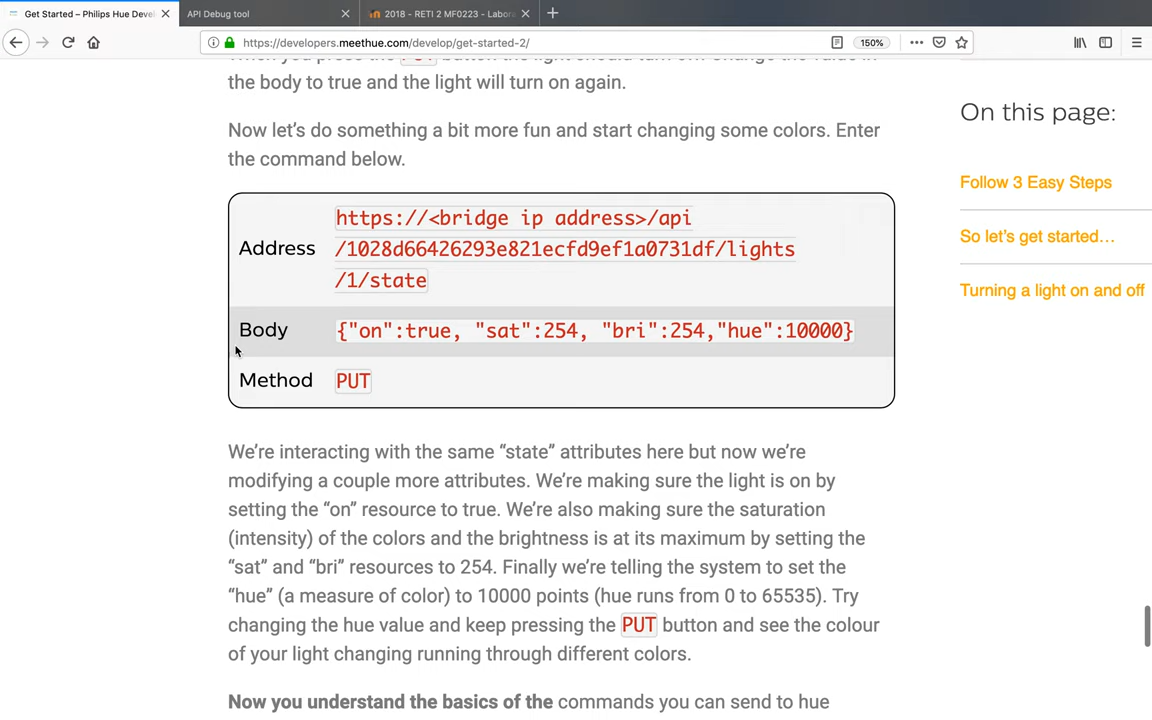 Get Started – Philips Hue Devel
API Debug tool
2018 - RETI 2 MF0223 - Labora
https://developers.meethue.com/develop/get-started-2/
150%
the body to true and the light will turn on again.
Now let's do something a bit more fun and start changing some colors. Enter
the command below.
Address
https://<bridge ip address>/api
/1028d66426293e821ecfd9ef1a0731df/lights
/1/state
Body
{"on":true, "sat":254, "bri":254,"hue":10000}
Method
PUT
We're interacting with the same “state” attributes here but now we're
modifying a couple more attributes. We're making sure the light is on by
setting the “on” resource to true. We're also making sure the saturation
(intensity) of the colors and the brightness is at its maximum by setting the
“sat” and “bri” resources to 254. Finally we're telling the system to set the
“hue” (a measure of color) to 10000 points (hue runs from 0 to 65535). Try
changing the hue value and keep pressing the PUT button and see the colour
of your light changing running through different colors.
Now you understand the basics of the commands you can send to hue
On this page:
Follow 3 Easy Steps
So let's get started…
Turning a light on and off